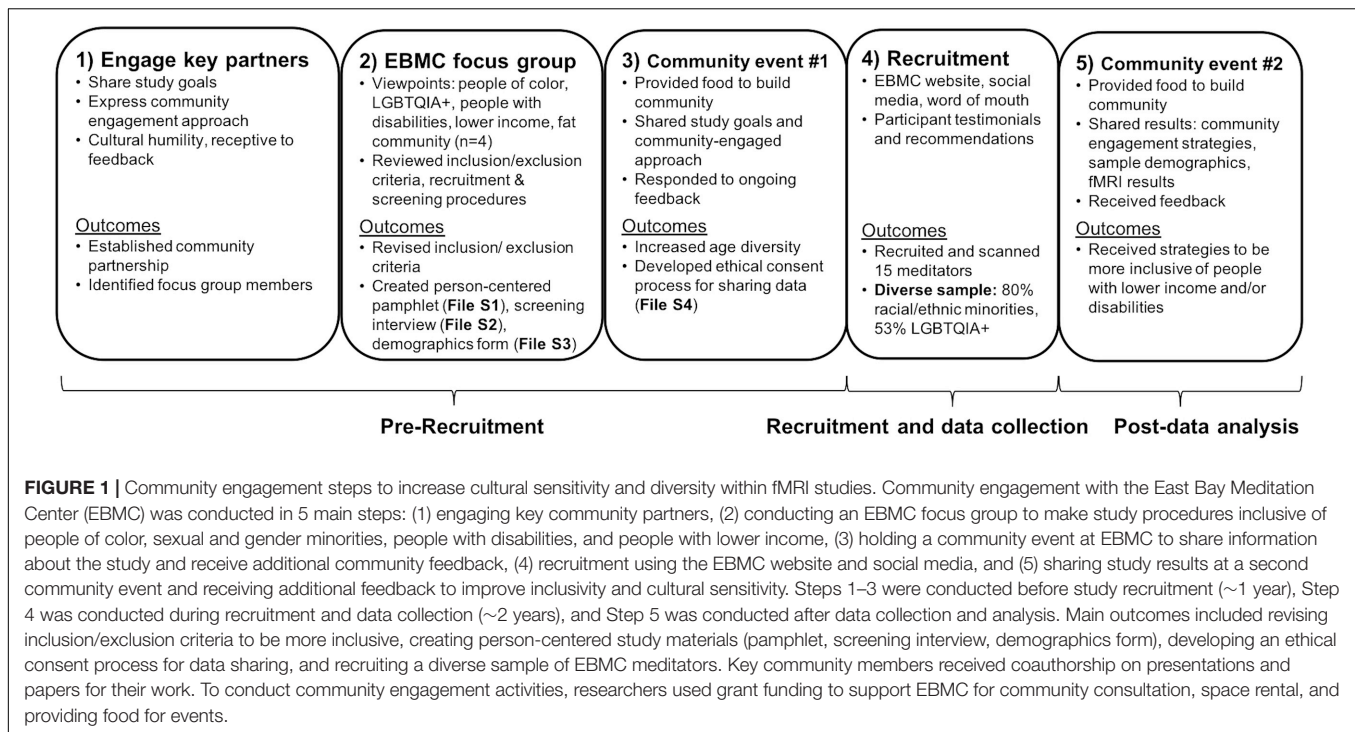 1) Engage key partners
• Share study goals
• Express community
engagement approach
• Cultural humility, receptive to
feedback
Outcomes
• Established community
partnership
• Identified focus group members
2) EBMC focus group
• Viewpoints: people of color,
LGBTQIA+, people with
disabilities, lower income, fat
community (n=4)
• Reviewed inclusion/exclusion
criteria, recruitment &
screening procedures
Outcomes
• Revised inclusion/ exclusion
criteria
• Created person-centered
pamphlet (File S1), screening
interview (File S2),
demographics form (File S3)
3) Community event #1
• Provided food to build
community
• Shared study goals and
community-engaged
approach
• Responded to ongoing
feedback
Outcomes
• Increased age diversity
• Developed ethical consent
process for sharing data
(File S4)
4) Recruitment
• EBMC website, social
media, word of mouth
• Participant testimonials
and recommendations
Outcomes
• Recruited and scanned
15 meditators
• Diverse sample: 80%
racial/ethnic minorities,
53% LGBTQIA+
5) Community event #2
• Provided food to build
community
• Shared results: community
engagement strategies,
sample demographics,
fMRI results
• Received feedback
Outcomes
• Received strategies to be
more inclusive of people
with lower income and/or
disabilities
Pre-Recruitment
Recruitment and data collection
Post-data analysis
FIGURE 1 | Community engagement steps to increase cultural sensitivity and diversity within fMRI studies. Community engagement with the East Bay Meditation
Center (EBMC) was conducted in 5 main steps: (1) engaging key community partners, (2) conducting an EBMC focus group to make study procedures inclusive of
people of color, sexual and gender minorities, people with disabilities, and people with lower income, (3) holding a community event at EBMC to share information
about the study and receive additional community feedback, (4) recruitment using the EBMC website and social media, and (5) sharing study results at a second
community event and receiving additional feedback to improve inclusivity and cultural sensitivity. Steps 1–3 were conducted before study recruitment (∼1 year), Step
4 was conducted during recruitment and data collection (∼2 years), and Step 5 was conducted after data collection and analysis. Main outcomes included revising
inclusion/exclusion criteria to be more inclusive, creating person-centered study materials (pamphlet, screening interview, demographics form), developing an ethical
consent process for data sharing, and recruiting a diverse sample of EBMC meditators. Key community members received coauthorship on presentations and
papers for their work. To conduct community engagement activities, researchers used grant funding to support EBMC for community consultation, space rental, and
providing food for events.